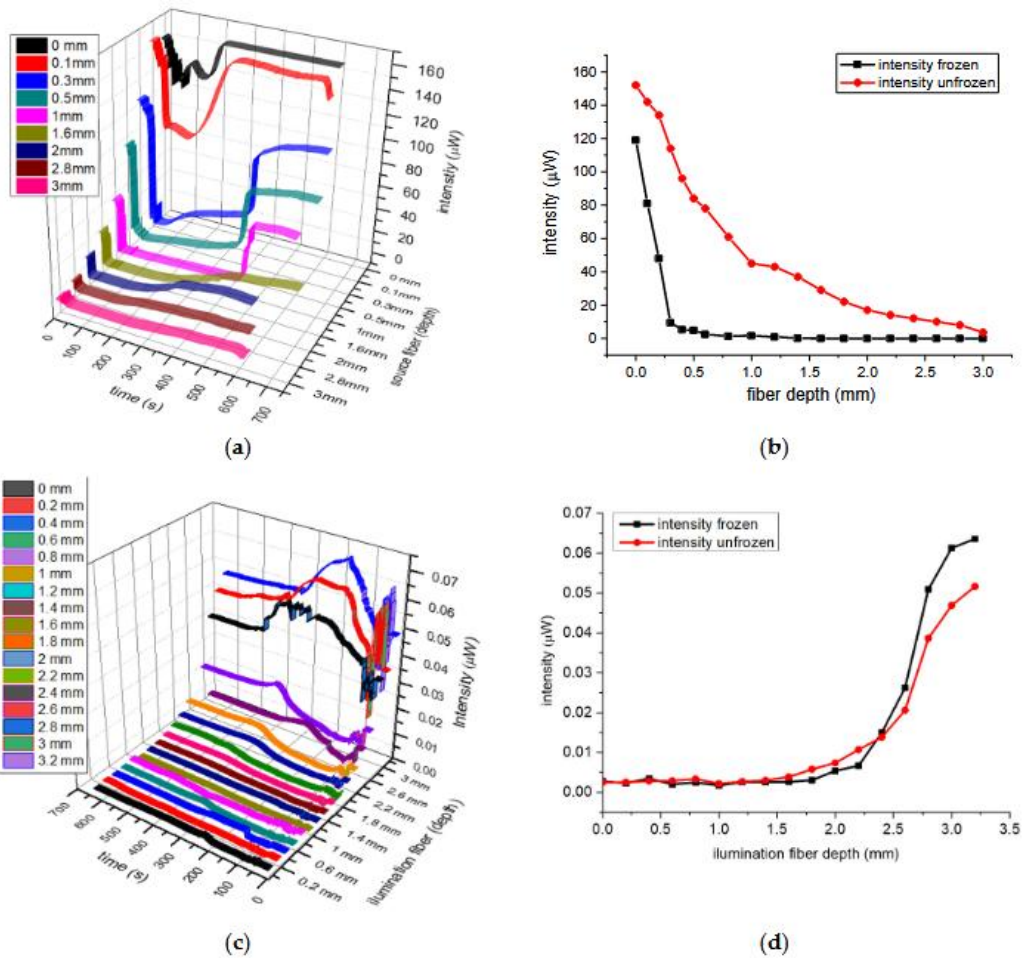 0 mm
0.1mm
0.3mm
0.5mm
1mm
1.6mm
2mm
2.8mm
3mm
160
140
120
100
80
60
40
20
0
intenstiy (µW)
0 mm
0.1mm
0.3mm
0.5mm
1mm
1.6mm
2mm
2.8mm
3mm
source fiber (depth)
0
100
200
300
400
500
600
700
time (s)
(a)
intensity frozen
intensity unfrozen
160
140
120
100
80
60
40
20
0
intensity (µW)
0.0
0.5
1.0
1.5
2.0
2.5
3.0
fiber depth (mm)
(b)
0 mm
0.2 mm
0.4 mm
0.6 mm
0.8 mm
1 mm
1.2 mm
1.4 mm
1.6 mm
1.8 mm
2 mm
2.2 mm
2.4 mm
2.6 mm
2.8 mm
3 mm
3.2 mm
0.07
0.06
0.05
0.04
0.03
0.02
0.01
0.00
Intensity (µW)
3 mm
2.6 mm
2.2 mm
1.8 mm
1.4 mm
1 mm
0.6 mm
0.2 mm
illumination fiber (depth)
700
600
500
400
300
200
100
0
time (s)
(c)
intensity frozen
intensity unfrozen
0.07
0.06
0.05
0.04
0.03
0.02
0.01
0.00
intensity (µW)
0.0
0.5
1.0
1.5
2.0
2.5
3.0
3.5
ilumination fiber depth (mm)
(d)